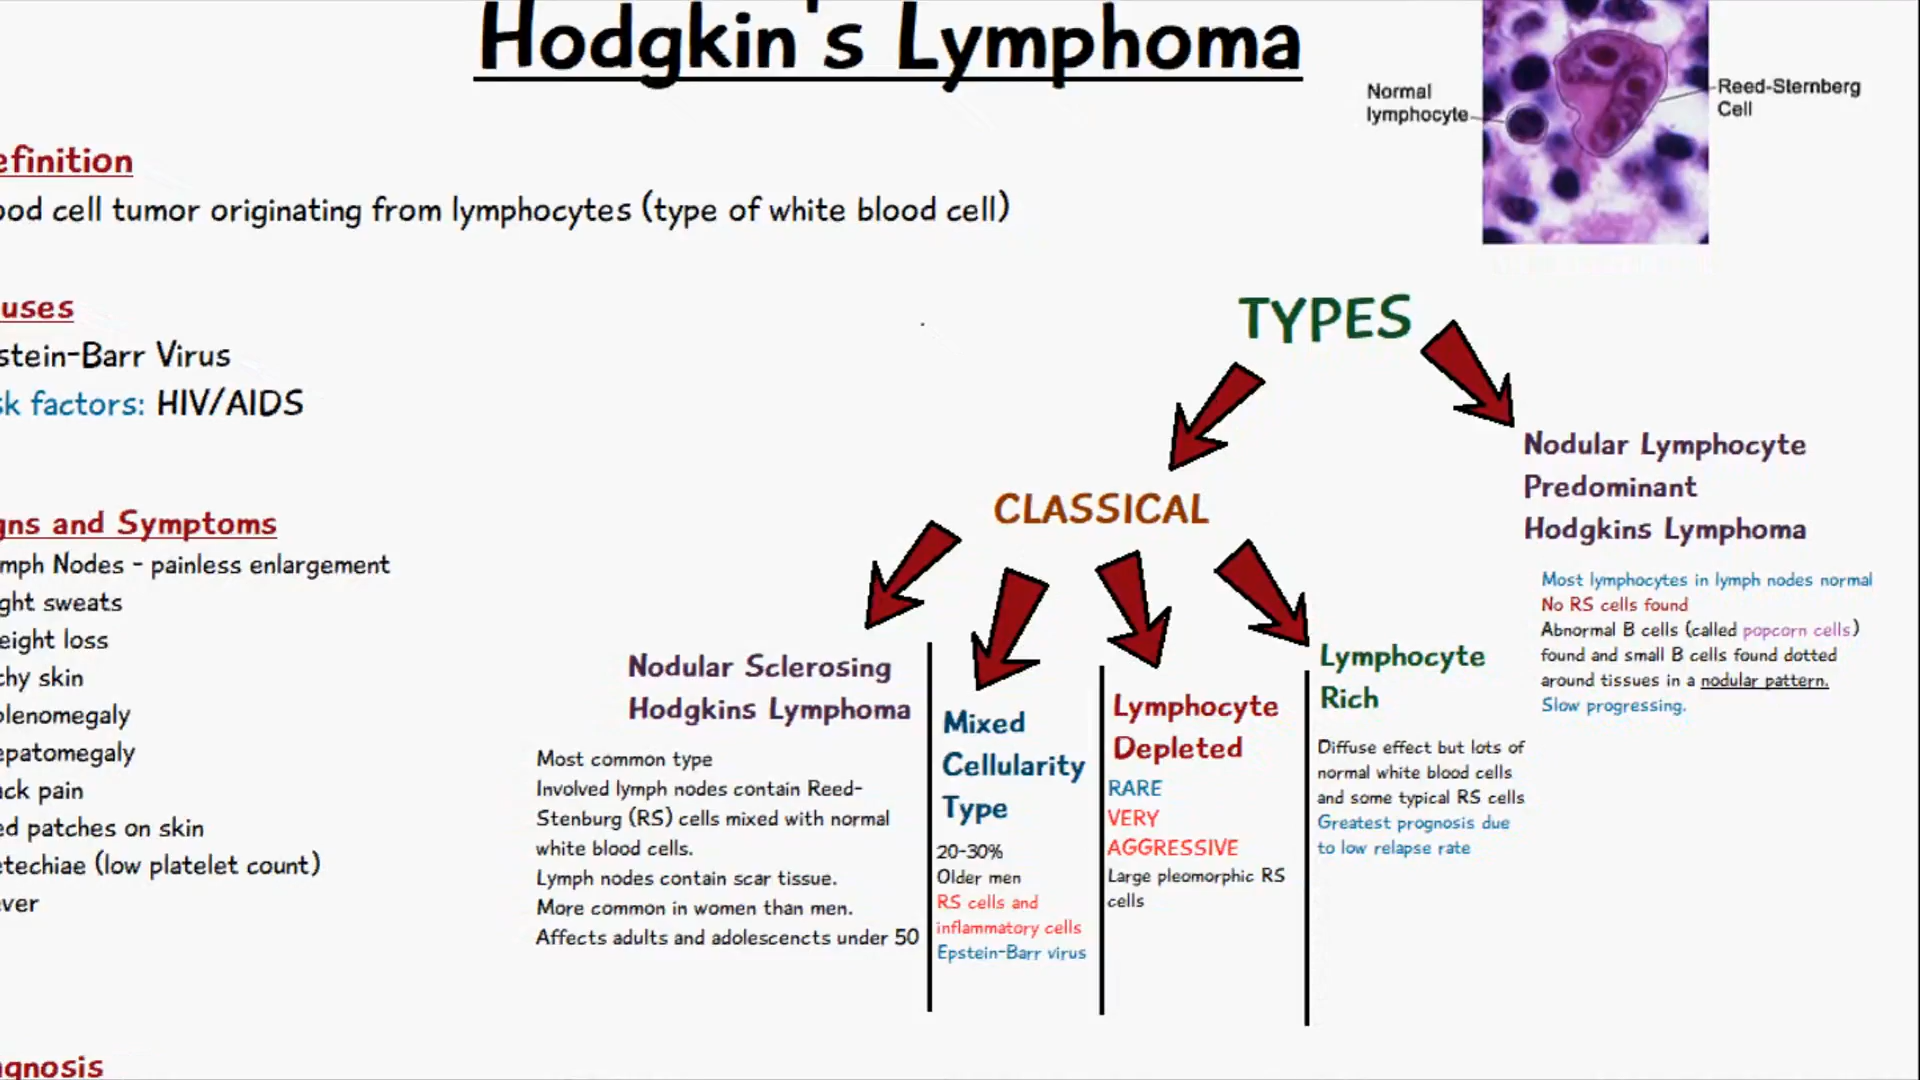 Hodgkin's Lymphoma
Normal
lymphocyte
Reed-Sternberg
Cell
efinition
ood cell tumor originating from lymphocytes (type of white blood cell)
uses
stein-Barr Virus
sk factors: HIV/AIDS
gns and Symptoms
mph Nodes - painless enlargement
ght sweats
eight loss
chy skin
plenomegaly
epatomegaly
ack pain
ed patches on skin
etechiae (low platelet count)
ever
agnosis
TYPES
CLASSICAL
Nodular Sclerosing
Hodgkins Lymphoma
Most common type
Involved lymph nodes contain Reed-
Stenburg (RS) cells mixed with normal
white blood cells.
Lymph nodes contain scar tissue.
More common in women than men.
Affects adults and adolescencts under 50
Mixed
Cellularity
Type
20-30%
Older men
RS cells and
inflammatory cells
Epstein-Barr virus
Lymphocyte
Depleted
RARE
VERY
AGGRESSIVE
Large pleomorphic RS
cells
Lymphocyte
Rich
Diffuse effect but lots of
normal white blood cells
and some typical RS cells
Greatest prognosis due
to low relapse rate
Nodular Lymphocyte
Predominant
Hodgkins Lymphoma
Most lymphocytes in lymph nodes normal
No RS cells found
Abnormal B cells (called popcorn cells)
found and small B cells found dotted
around tissues in a nodular pattern.
Slow progressing.